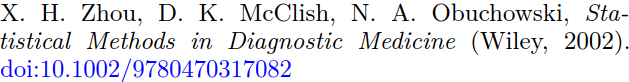 X. H. Zhou, D. K. McClish, N. A. Obuchowski, Sta-
tistical Methods in Diagnostic Medicine (Wiley, 2002).
doi:10.1002/9780470317082